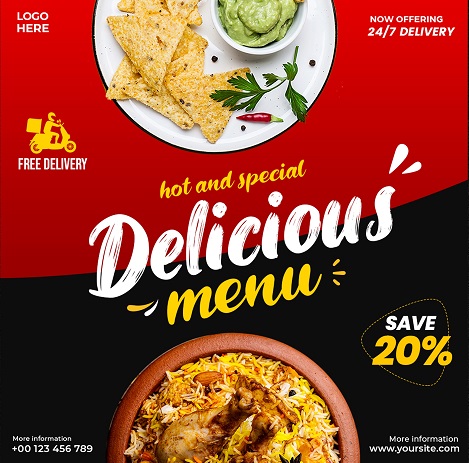 LOGO
HERE
NOW OFFERING
24/7 DELIVERY
FREE DELIVERY
hot and special
Delicious
menu
SAVE
20%
More information
+00 123 456 789
More information
www.yoursite.com